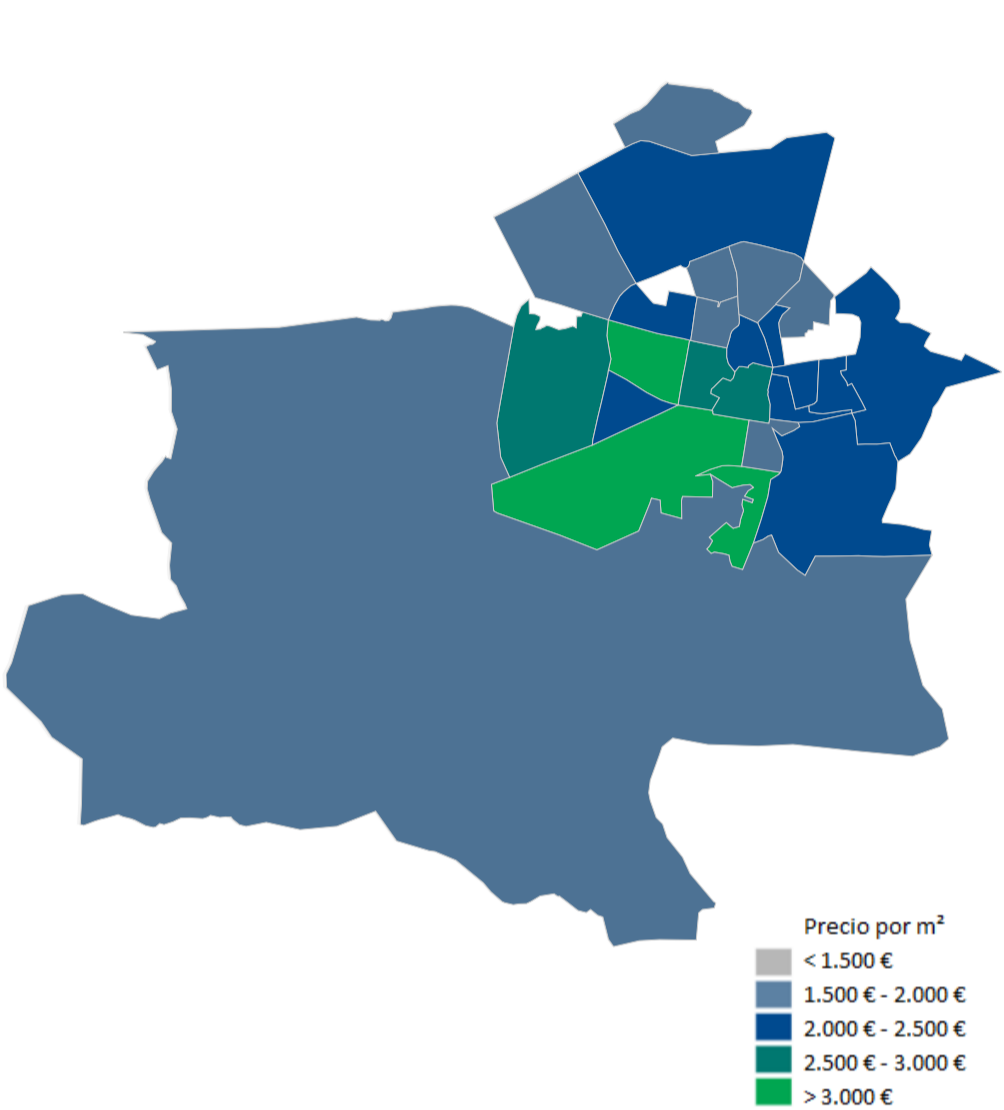 Precio por m²
< 1.500 €
1.500 € - 2.000 €
2.000 € - 2.500 €
2.500 € - 3.000 €
> 3.000 €